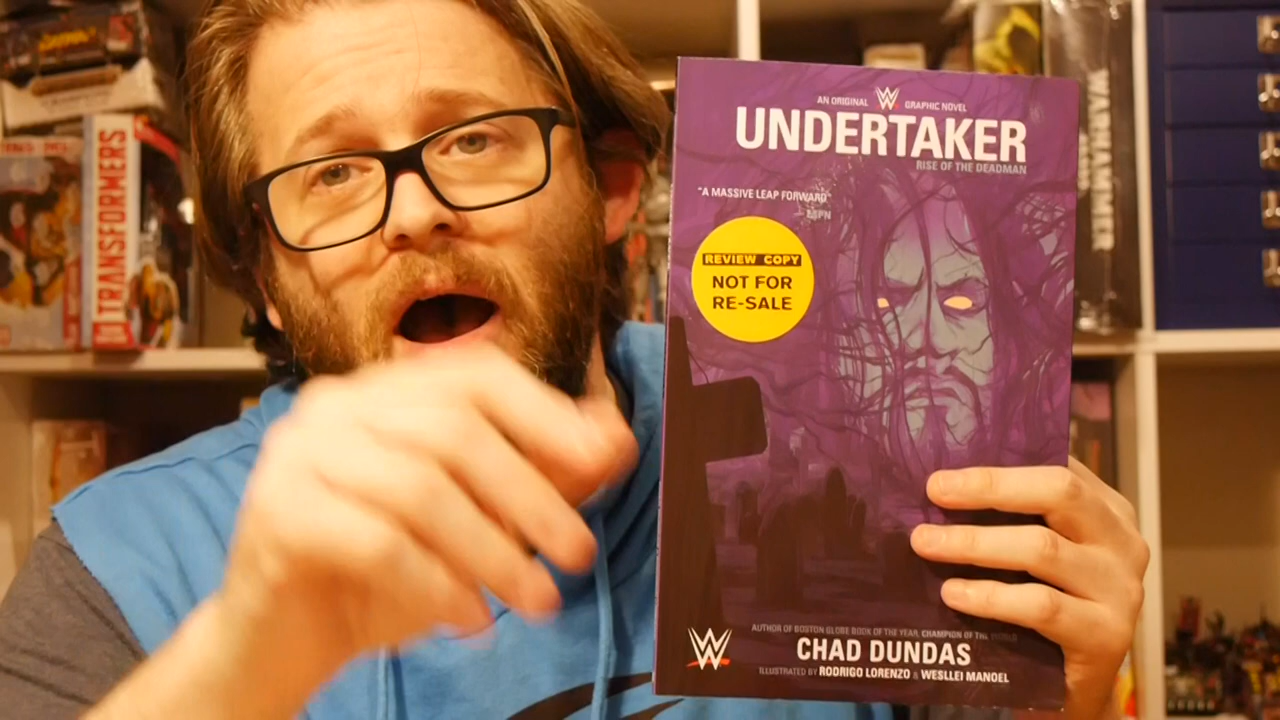 TRANSFORMERS
WARHAMMER
AN ORIGINAL W GRAPHIC NOVEL
UNDERTAKER
RISE OF THE DEADMAN
"A MASSIVE LEAP FORWARD"
— ESPN
REVIEW COPY
NOT FOR
RE-SALE
AUTHOR OF BOSTON GLOBE BOOK OF THE YEAR, CHAMPION OF THE WORLD
CHAD DUNDAS
ILLUSTRATED BY RODRIGO LORENZO & WESLLEI MANOEL
W